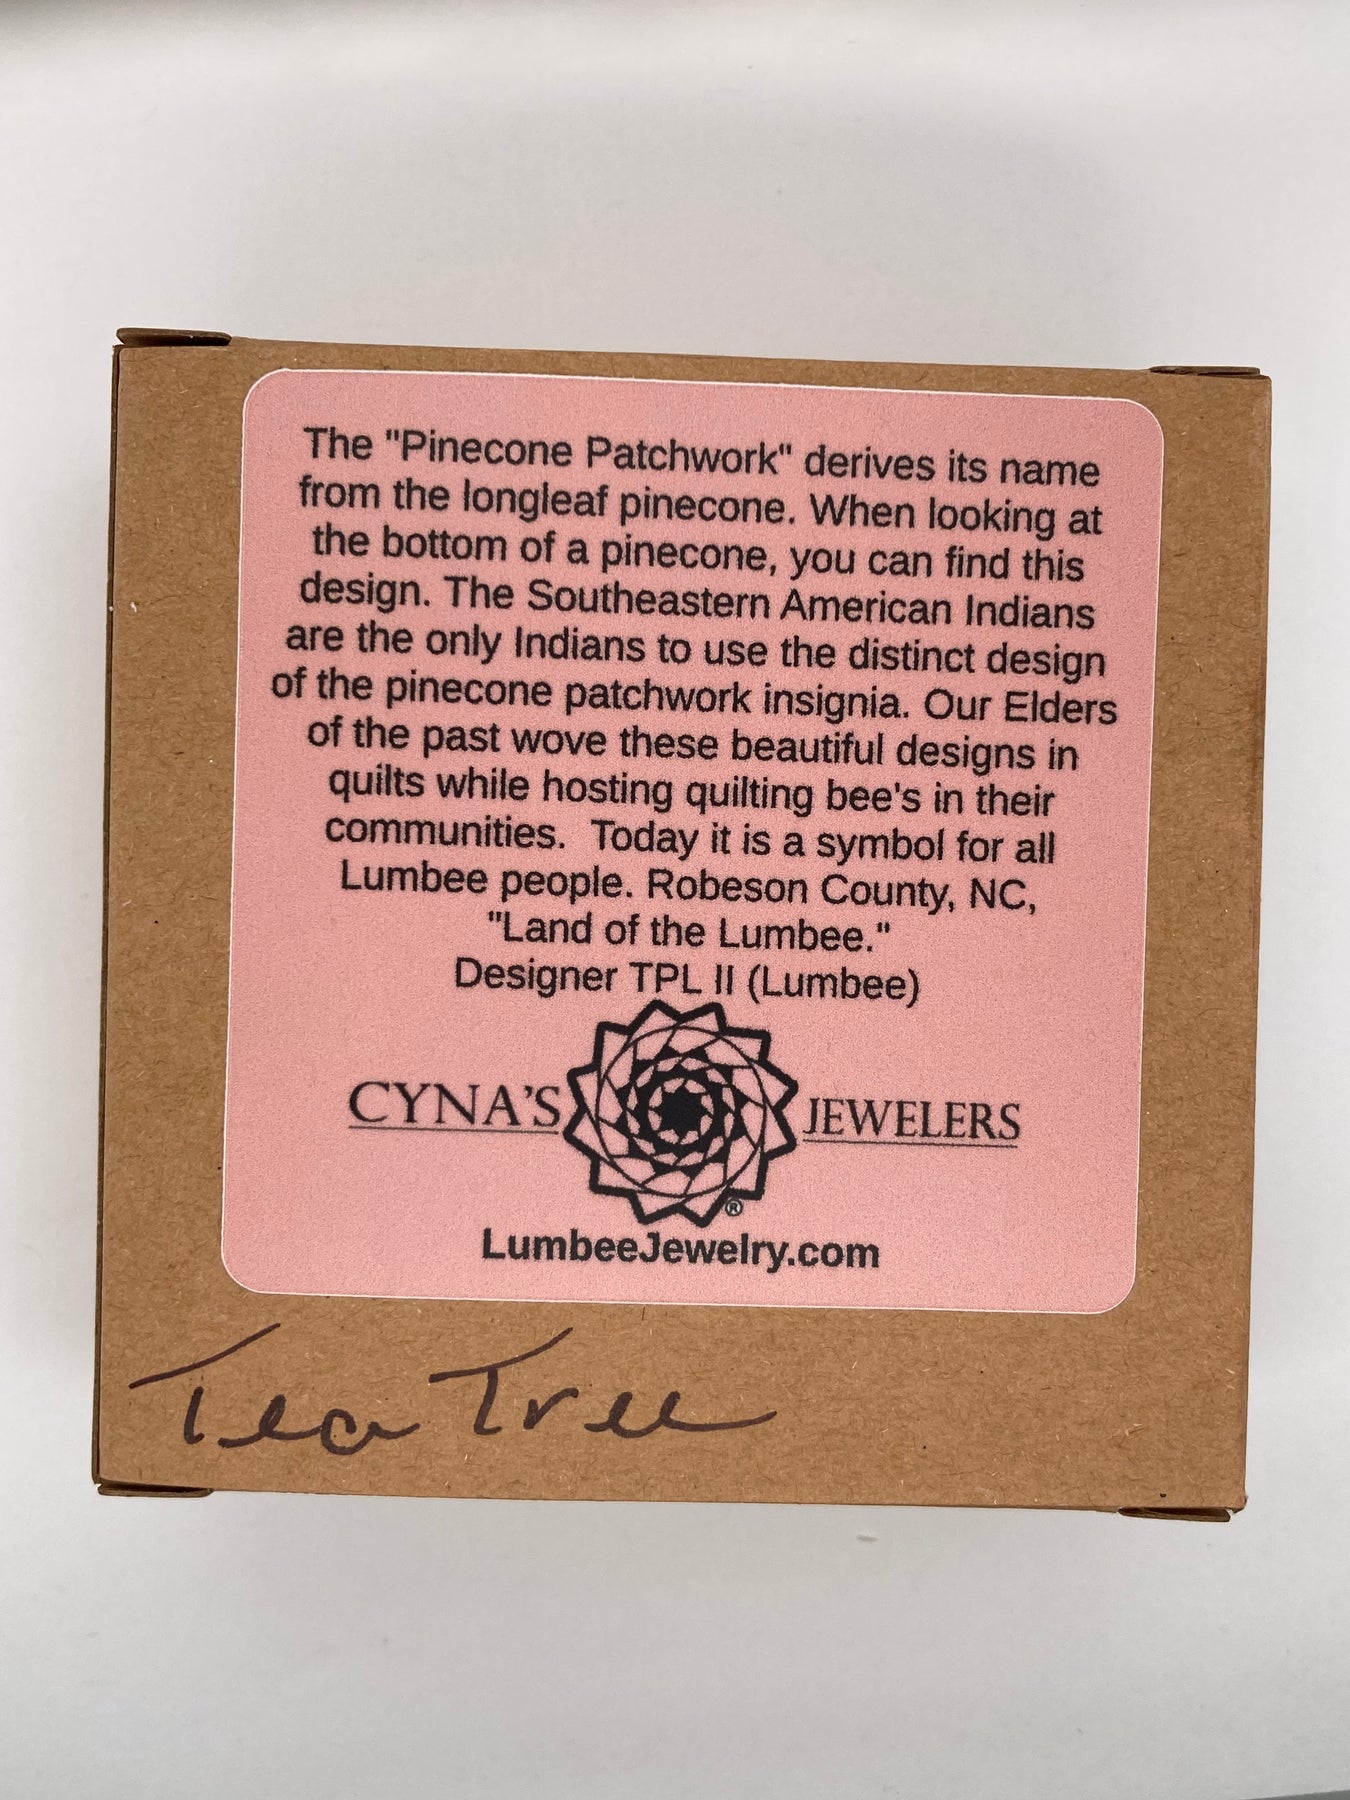 The "Pinecone Patchwork" derives its name
from the longleaf pinecone. When looking at
the bottom of a pinecone, you can find this
design. The Southeastern American Indians
are the only Indians to use the distinct design
of the pinecone patchwork insignia. Our Elders
of the past wove these beautiful designs in
quilts while hosting quilting bee's in their
communities.  Today it is a symbol for all
Lumbee people. Robeson County, NC,
"Land of the Lumbee."
Designer TPL II (Lumbee)
CYNA'S JEWELERS
®
LumbeeJewelry.com
Tea Tree